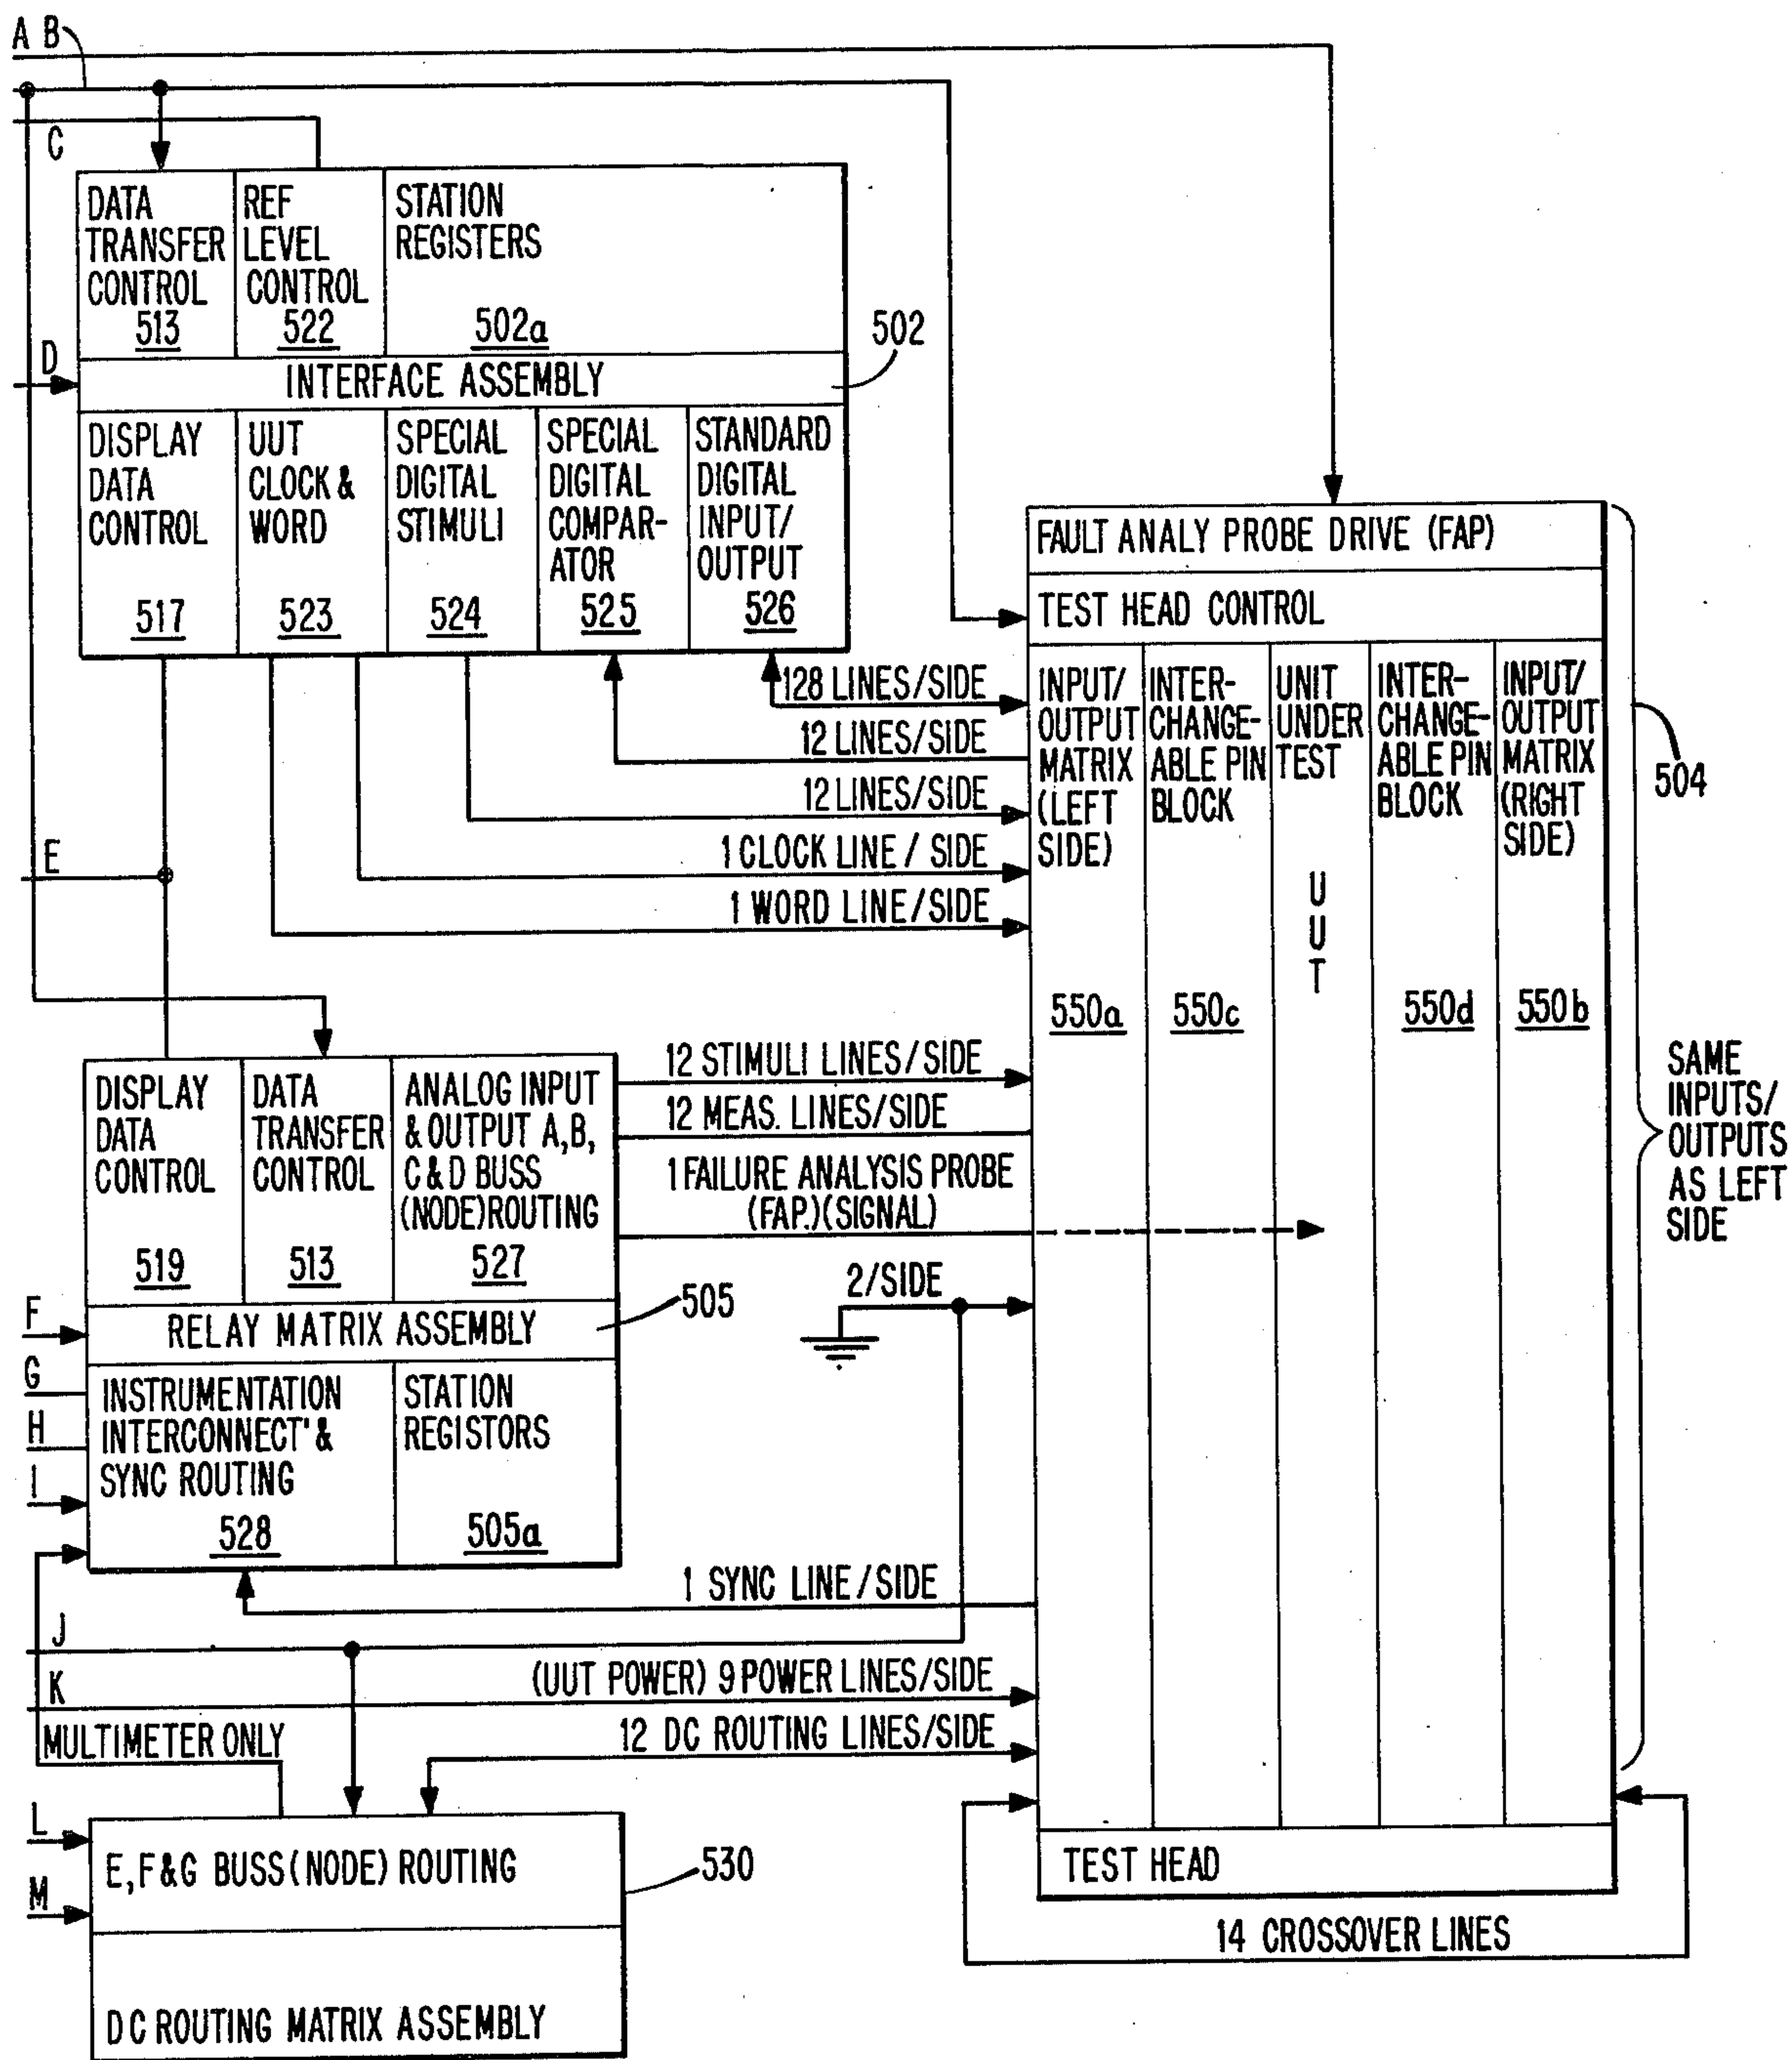 A B
C
DATA
TRANSFER
CONTROL
513
REF
LEVEL
CONTROL
522
STATION
REGISTERS
502a
D
INTERFACE ASSEMBLY
502
DISPLAY
DATA
CONTROL
517
UUT
CLOCK &
WORD
523
SPECIAL
DIGITAL
STIMULI
524
SPECIAL
DIGITAL
COMPAR-
ATOR
525
STANDARD
DIGITAL
INPUT/
OUTPUT
526
FAULT ANALY PROBE DRIVE (FAP)
TEST HEAD CONTROL
128 LINES/SIDE
12 LINES/SIDE
12 LINES/SIDE
1 CLOCK LINE / SIDE
1 WORD LINE/SIDE
INPUT/
OUTPUT
MATRIX
(LEFT
SIDE)
550a
INTER-
CHANGE-
ABLE PIN
BLOCK
550c
UNIT
UNDER
TEST
U
U
T
INTER-
CHANGE-
ABLE PIN
BLOCK
550d
INPUT/
OUTPUT
MATRIX
(RIGHT
SIDE)
550b
504
SAME
INPUTS/
OUTPUTS
AS LEFT
SIDE
E
DISPLAY
DATA
CONTROL
519
DATA
TRANSFER
CONTROL
513
ANALOG INPUT
& OUTPUT A,B,
C & D BUSS
(NODE)ROUTING
527
12 STIMULI LINES/SIDE
12 MEAS. LINES/SIDE
1 FAILURE ANALYSIS PROBE
(FAP.)(SIGNAL)
2/SIDE
F
RELAY MATRIX ASSEMBLY
505
G
H
I
INSTRUMENTATION
INTERCONNECT' &
SYNC ROUTING
528
STATION
REGISTORS
505a
1 SYNC LINE/SIDE
J
K
(UUT POWER) 9 POWER LINES/SIDE
MULTIMETER ONLY
12 DC ROUTING LINES/SIDE
L
M
E,F&G BUSS(NODE) ROUTING
530
DC ROUTING MATRIX ASSEMBLY
TEST HEAD
14 CROSSOVER LINES